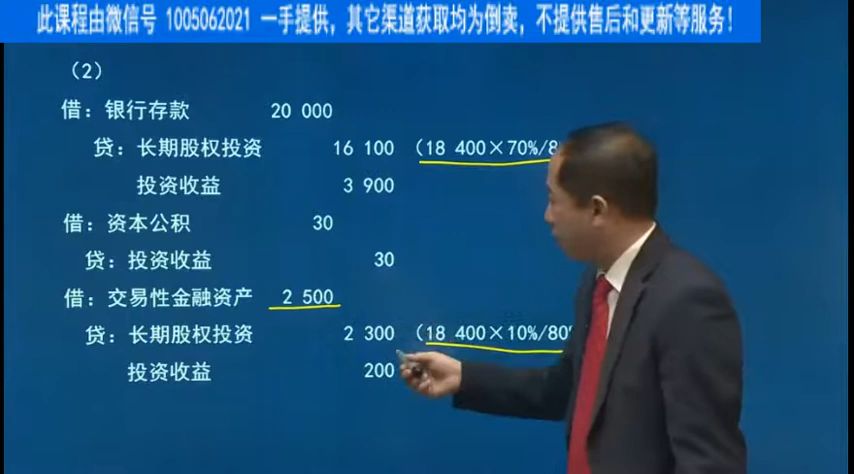 此课程由微信号 1005062021 一手提供，其它渠道获取均为倒卖，不提供售后和更新等服务！
（2）
借：银行存款 20 000
贷：长期股权投资 16 100 （18 400×70%/8
投资收益 3 900
借：资本公积 30
贷：投资收益 30
借：交易性金融资产 2 500
贷：长期股权投资 2 300 （18 400×10%/80%
投资收益 200